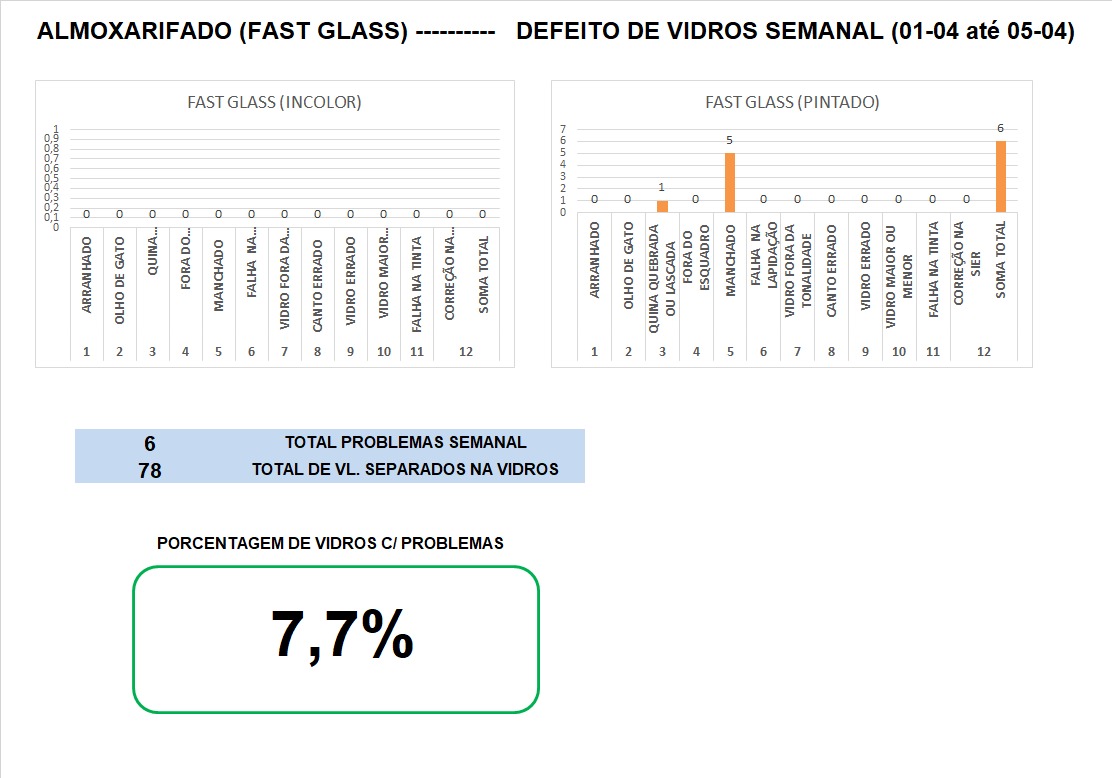 ALMOXARIFADO (FAST GLASS) ---------- DEFEITO DE VIDROS SEMANAL (01-04 até 05-04)
FAST GLASS (INCOLOR)
1
0,9
0,8
0,7
0,6
0,5
0,4
0,3
0,2
0,1
0
0 0 0 0 0 0 0 0 0 0 0 0 0
ARRANHADO
OLHO DE GATO
QUINA...
FORA DO...
MANCHADO
FALHA NA...
VIDRO FORA DA...
CANTO ERRADO
VIDRO ERRADO
VIDRO MAIOR...
FALHA NA TINTA
CORREÇÃO NA...
SOMA TOTAL
1 2 3 4 5 6 7 8 9 10 11 12
FAST GLASS (PINTADO)
7
6
5
4
3
2
1
0
0 0 1 0 5 0 0 0 0 0 0 0 6
ARRANHADO
OLHO DE GATO
QUINA QUEBRADA
OU LASCADA
FORA DO
ESQUADRO
MANCHADO
FALHA NA
LAPIDAÇÃO
VIDRO FORA DA
TONALIDADE
CANTO ERRADO
VIDRO ERRADO
VIDRO MAIOR OU
MENOR
FALHA NA TINTA
CORREÇÃO NA
SIER
SOMA TOTAL
1 2 3 4 5 6 7 8 9 10 11 12
6 TOTAL PROBLEMAS SEMANAL
78 TOTAL DE VL. SEPARADOS NA VIDROS
PORCENTAGEM DE VIDROS C/ PROBLEMAS
7,7%